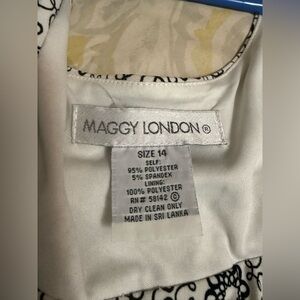 MAGGY LONDON®
SIZE 14
SELF:
95% POLYESTER
5% SPANDEX
LINING:
100% POLYESTER
RN# 58142 Ⓢ
DRY CLEAN ONLY
MADE IN SRI LANKA